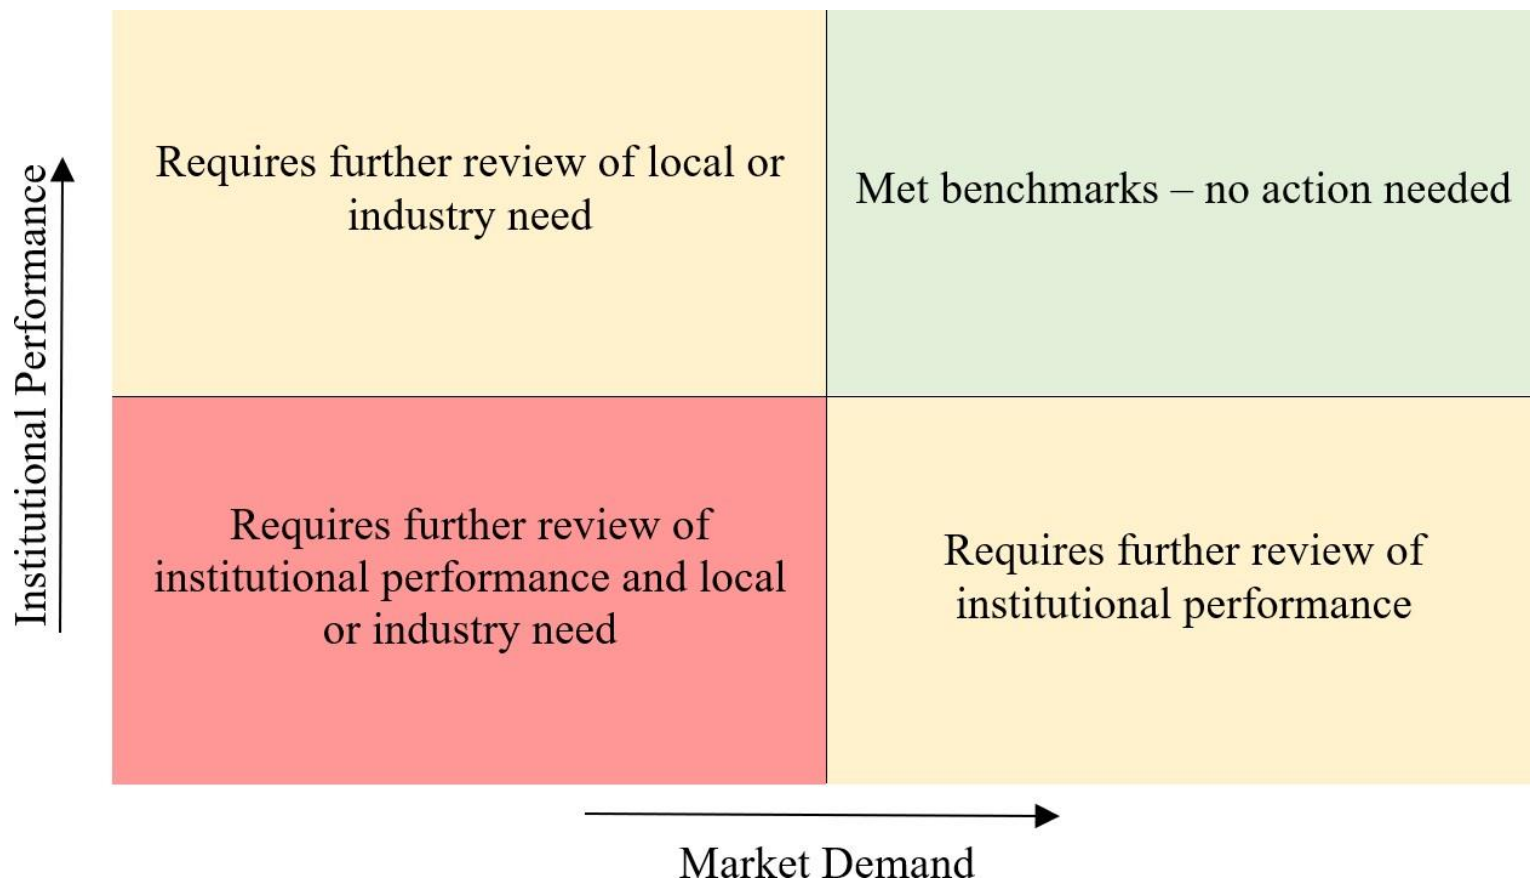 Institutional Performance
Requires further review of local or
industry need
Met benchmarks – no action needed
Requires further review of
institutional performance and local
or industry need
Requires further review of
institutional performance
Market Demand